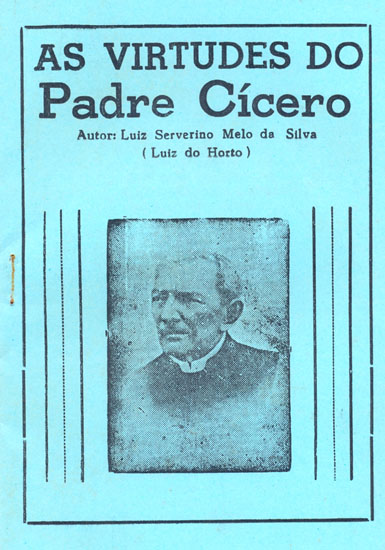 AS VIRTUDES DO
Padre Cícero
Autor: Luiz Serverino Melo da Silva
( Luiz do Horto )